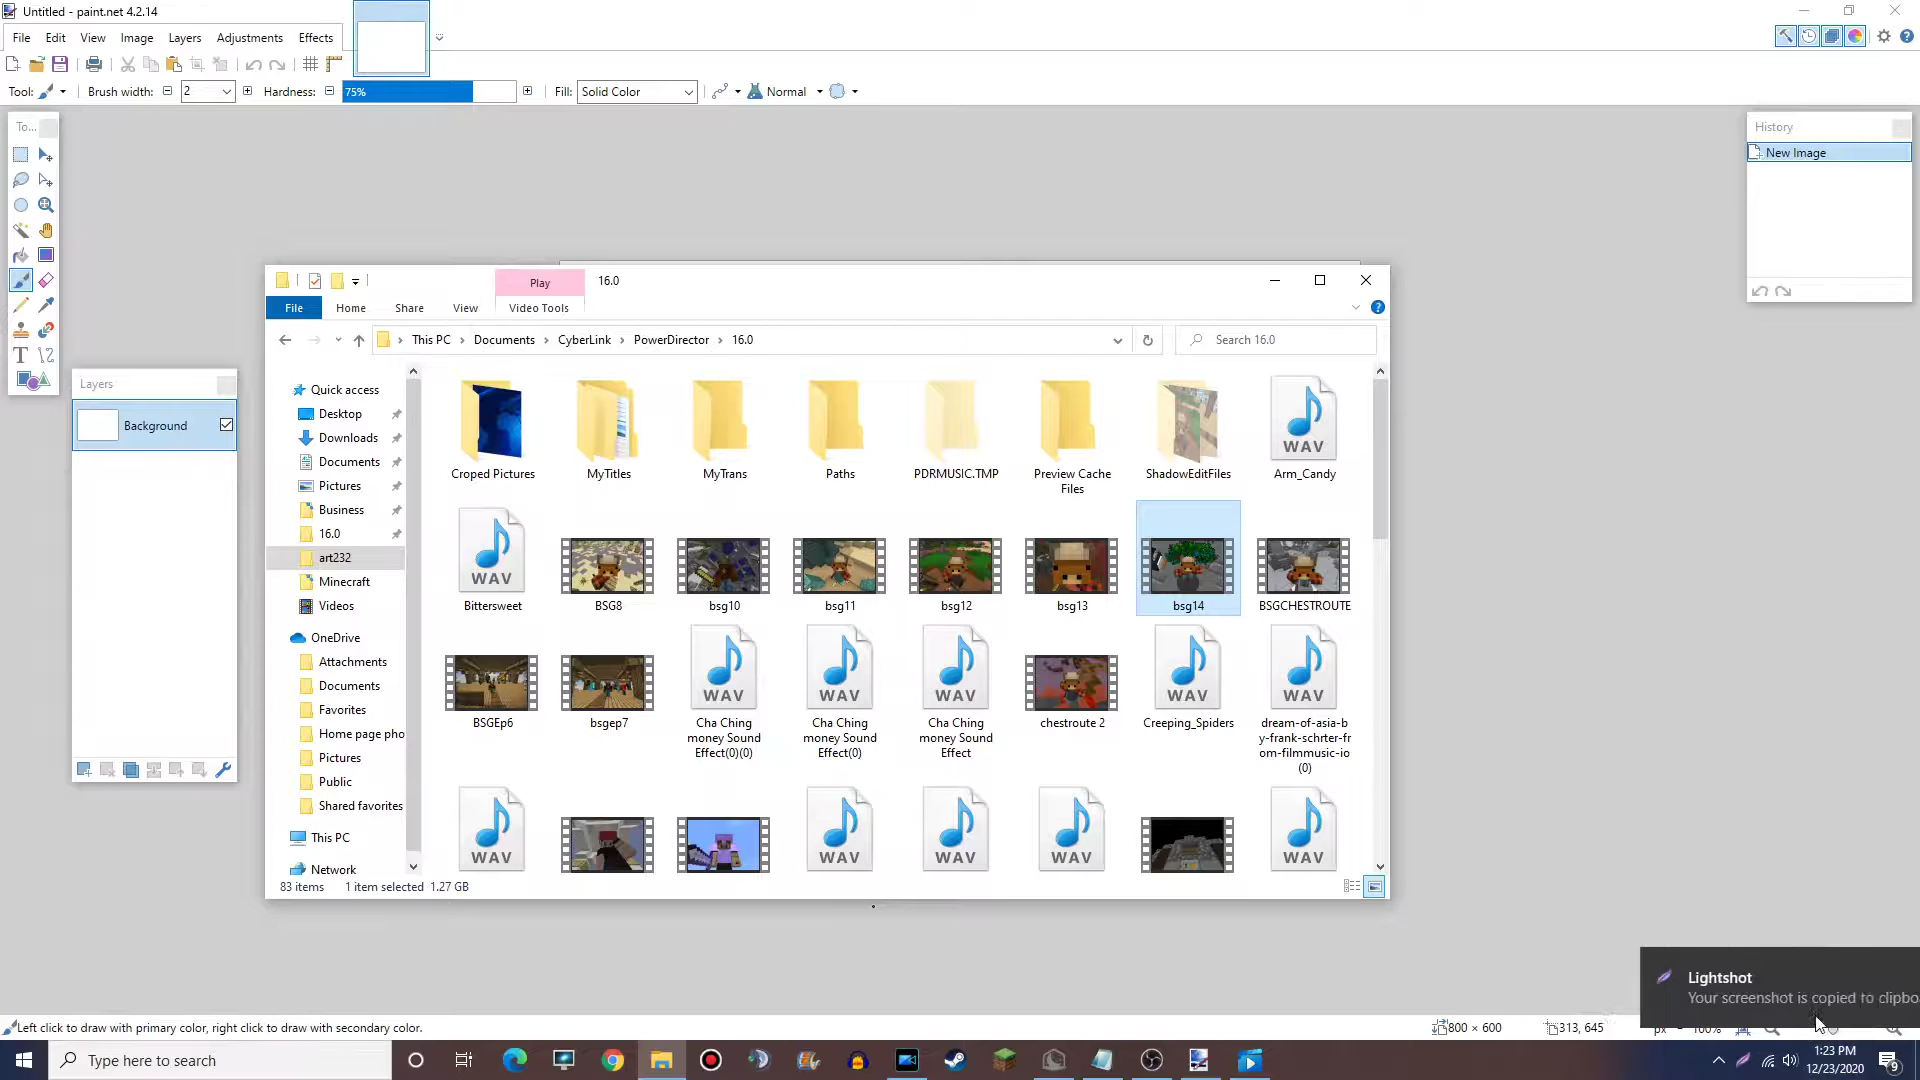 Untitled - paint.net 4.2.14
File Edit View Image Layers Adjustments Effects
Tool: Brush width: 2 Hardness: 75% Fill: Solid Color Normal
To...
History
New Image
Layers
Background
Play 16.0
File Home Share View Video Tools
This PC Documents CyberLink PowerDirector 16.0
Search 16.0
Quick access
Desktop
Downloads
Documents
Pictures
Business
16.0
art232
Minecraft
Videos
OneDrive
Attachments
Documents
Favorites
Home page pho
Pictures
Public
Shared favorites
This PC
Network
WAV
Croped Pictures MyTitles MyTrans Paths PDRMUSIC.TMP Preview Cache Files ShadowEditFiles Arm_Candy
WAV
Bittersweet BSG8 bsg10 bsg11 bsg12 bsg13 bsg14 BSGCHESTROUTE
WAV WAV WAV WAV WAV
BSGEp6 bsgep7 Cha Ching money Sound Effect(0)(0) Cha Ching money Sound Effect(0) Cha Ching money Sound Effect chestroute 2 Creeping_Spiders dream-of-asia-by-frank-schrter-from-filmmusic-io (0)
WAV WAV WAV WAV WAV
83 items 1 item selected 1.27 GB
Lightshot
Your screenshot is copied to clipbo
Left click to draw with primary color, right click to draw with secondary color.
800 × 600 313, 645 px 100%
Type here to search
1:23 PM
12/23/2020
9